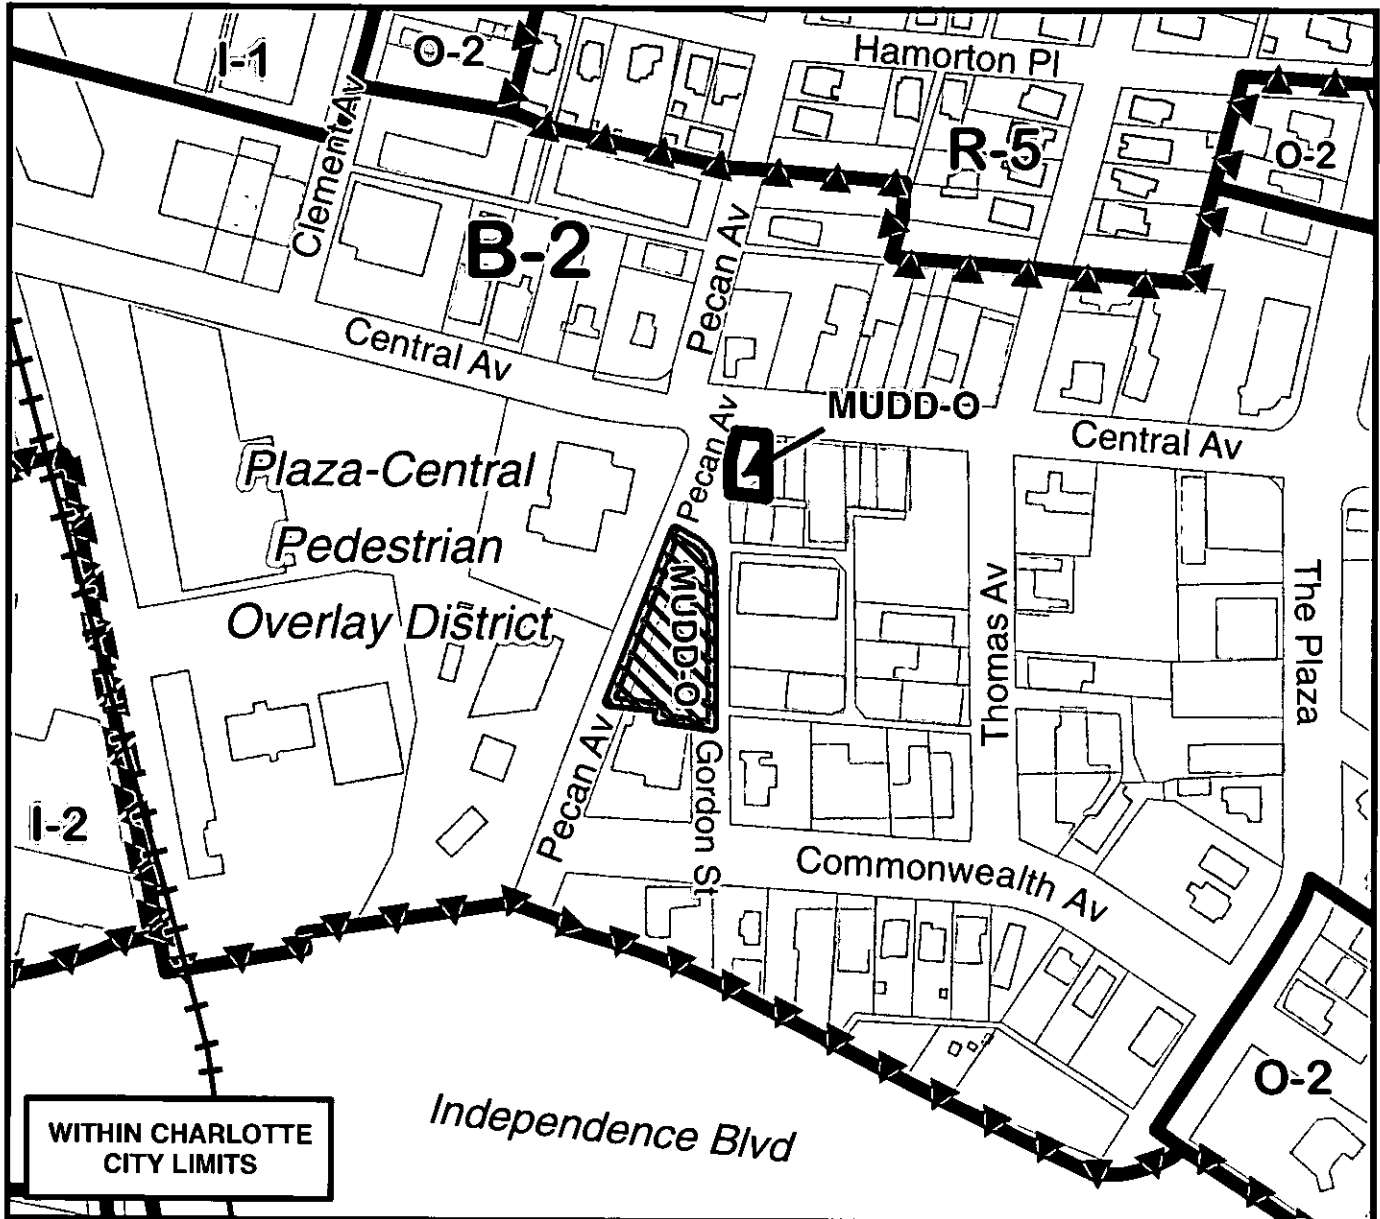 Hamorton Pl
I-1
O-2
Clement Av
R-5
O-2
B-2
Pecan Av
Central Av
MUDD-O
Pecan Av
Central Av
Plaza-Central
Pedestrian
Overlay District
MUDD-O
Thomas Av
The Plaza
Pecan Av
Gordon St
I-2
Commonwealth Av
O-2
Independence Blvd
WITHIN CHARLOTTE
CITY LIMITS